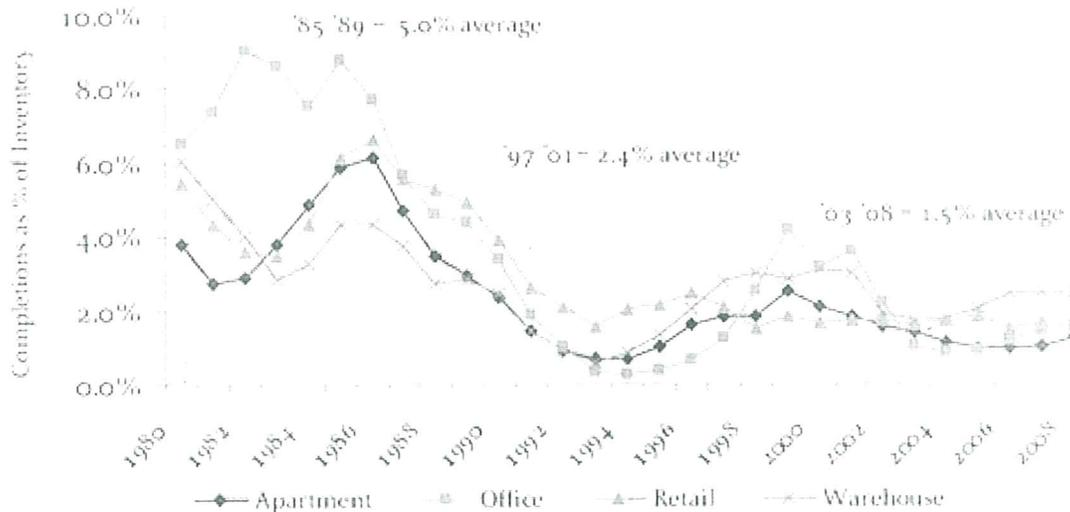 10.0%
'85 '89 – 5.0% average
8.0%
'97 '01 – 2.4% average
6.0%
'03 '08 – 1.5% average
4.0%
2.0%
0.0%
Completions as % of Inventory
1980 1982 1984 1986 1988 1990 1992 1994 1996 1998 2000 2002 2004 2006 2008
Apartment Office Retail Warehouse